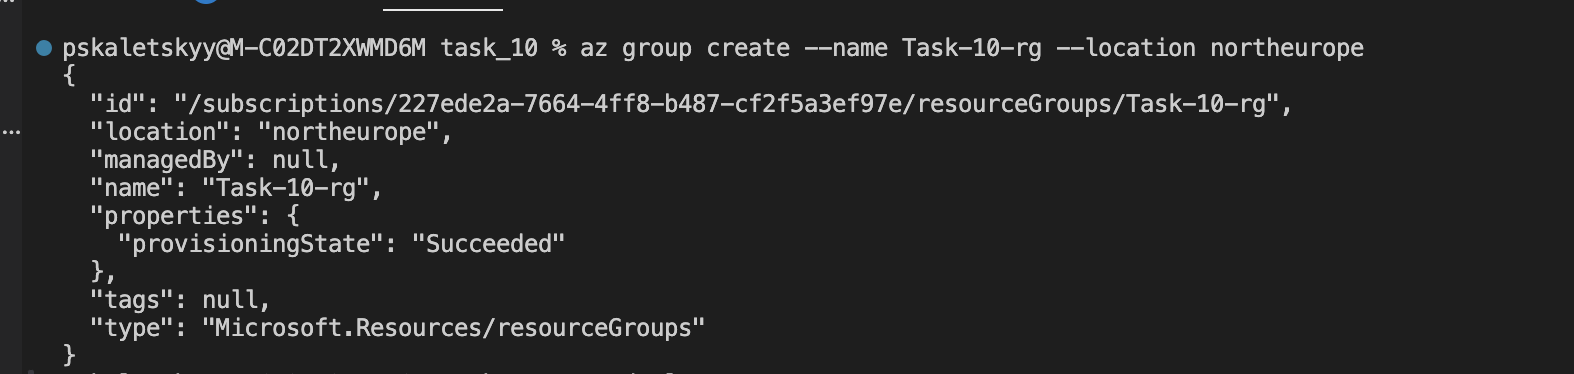 pskaletskyy@M-C02DT2XWMD6M task_10 % az group create --name Task-10-rg --location northeurope
{
  "id": "/subscriptions/227ede2a-7664-4ff8-b487-cf2f5a3ef97e/resourceGroups/Task-10-rg",
  "location": "northeurope",
  "managedBy": null,
  "name": "Task-10-rg",
  "properties": {
    "provisioningState": "Succeeded"
  },
  "tags": null,
  "type": "Microsoft.Resources/resourceGroups"
}